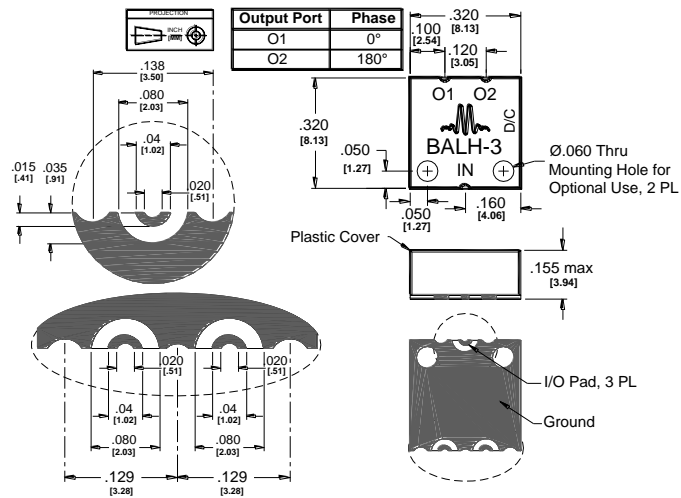 PROJECTION
INCH
[mm]
Output Port Phase
O1 0°
O2 180°
.138
[3.50]
.080
[2.03]
.04
[1.02]
.015
[.41]
.035
[.91]
.020
[.51]
.320
[8.13]
.100
[2.54]
.120
[3.05]
O1 O2
D/C
BALH-3
IN
.320
[8.13]
.050
[1.27]
Ø.060 Thru
Mounting Hole for
Optional Use, 2 PL
.050
[1.27]
.160
[4.06]
Plastic Cover
.155 max
[3.94]
.020
[.51]
.020
[.51]
.04
[1.02]
.04
[1.02]
.080
[2.03]
.080
[2.03]
.129
[3.28]
.129
[3.28]
I/O Pad, 3 PL
Ground